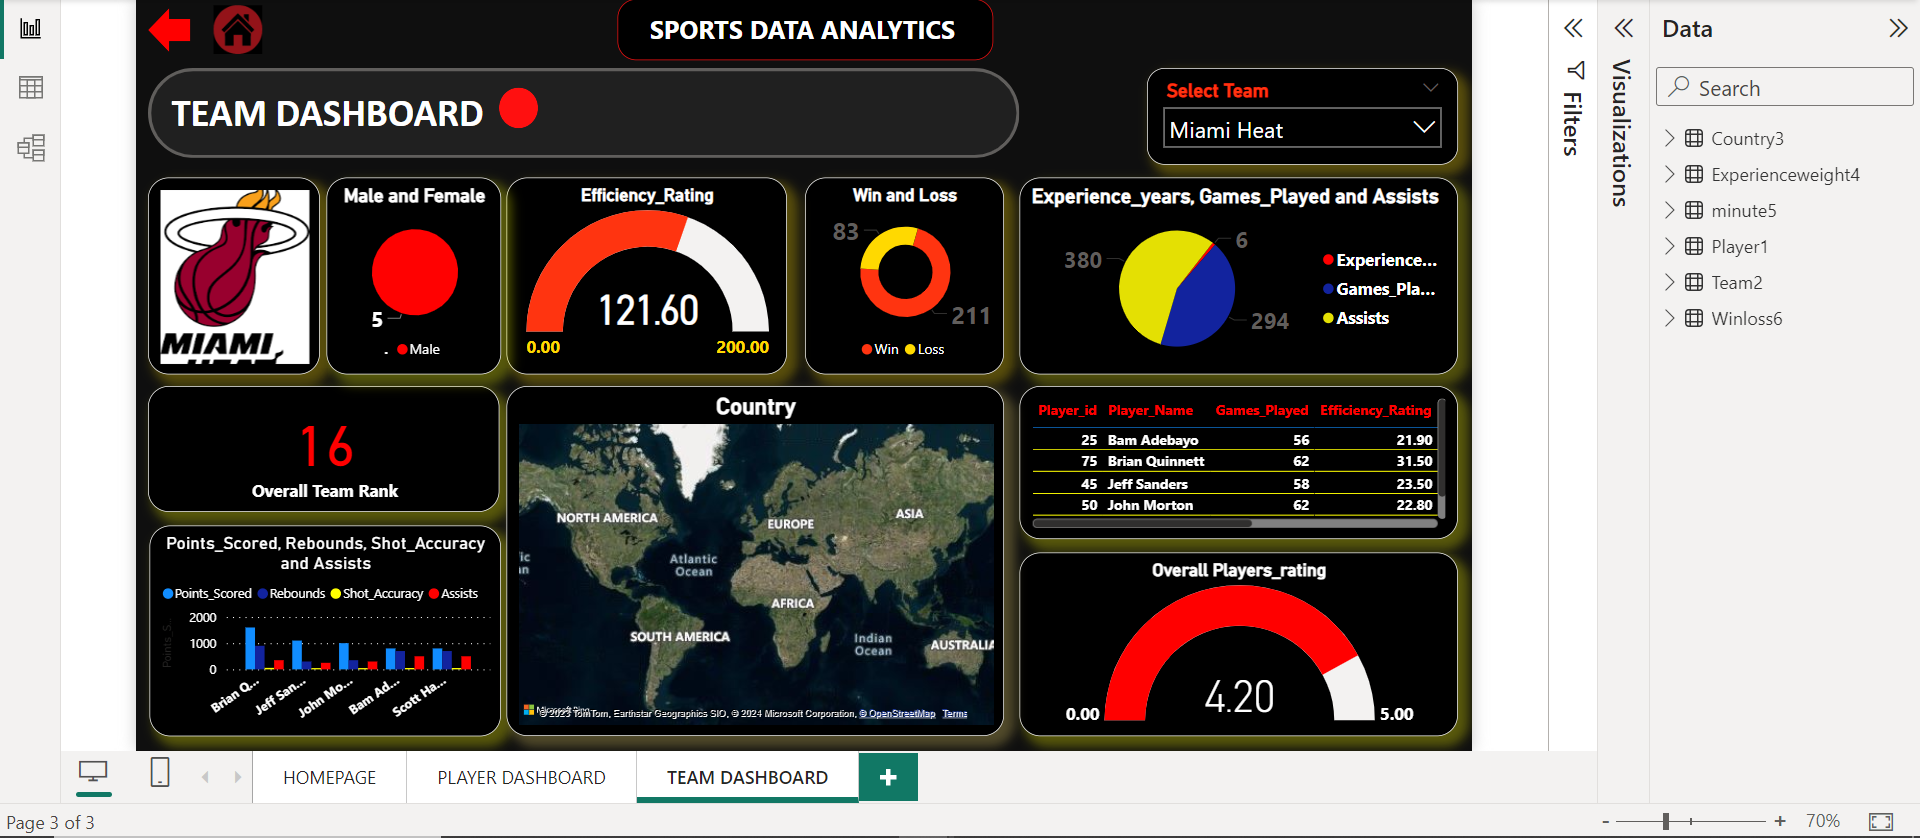 SPORTS DATA ANALYTICS
TEAM DASHBOARD
Select Team
Miami Heat
MIAMI
Male and Female
5
Male
Efficiency_Rating
121.60
0.00
200.00
Win and Loss
83
211
Win
Loss
Experience_years, Games_Played and Assists
380
6
294
Experience...
Games_Pla...
Assists
16
Overall Team Rank
Country
NORTH AMERICA
EUROPE
ASIA
Atlantic
Ocean
AFRICA
SOUTH AMERICA
Indian
Ocean
AUSTRALIA
© 2023 TomTom, Earthstar Geographics SIO, © 2024 Microsoft Corporation, © OpenStreetMap Terms
Player_id Player_Name Games_Played Efficiency_Rating
25 Bam Adebayo 56 21.90
75 Brian Quinnett 62 31.50
45 Jeff Sanders 58 23.50
50 John Morton 62 22.80
Points_Scored, Rebounds, Shot_Accuracy
and Assists
Points_Scored Rebounds Shot_Accuracy Assists
Points_S...
2000
1000
0
Brian Q...
Jeff San...
John Mo...
Bam Ad...
Scott Ha...
Overall Players_rating
4.20
0.00
5.00
Filters
Visualizations
Data
Search
Country3
Experienceweight4
minute5
Player1
Team2
Winloss6
HOMEPAGE
PLAYER DASHBOARD
TEAM DASHBOARD
+
Page 3 of 3
- + 70%